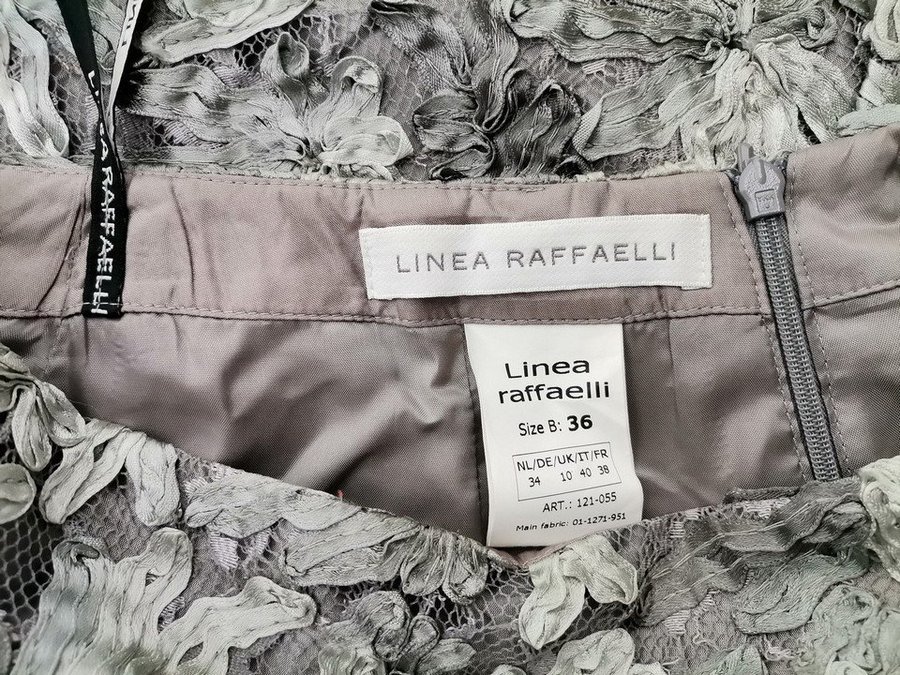 LINEA RAFFAELLI
Linea
raffaelli
Size B: 36
NL/DE/UK/IT/FR
34 10 40 38
ART.: 121-055
Main fabric: 01-1271-951
RAFFAELLI